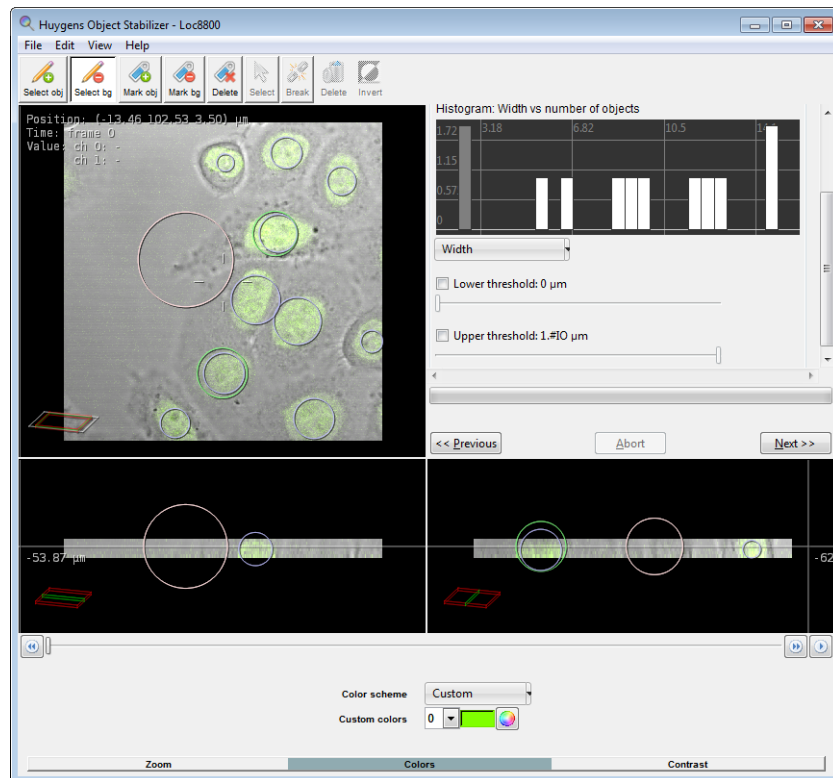 Huygens Object Stabilizer - Loc8800
File Edit View Help
Select obj Select bg Mark obj Mark bg Delete Select Break Delete Invert
Position: (-13.46 102.53 3.50) μm
Time: frame 0
Value: ch 0: -
ch 1: -
Histogram: Width vs number of objects
1.72 3.18 6.82 10.5
1.15
0.57
0
Width
Lower threshold: 0 μm
Upper threshold: 1.#IO μm
<< Previous Abort Next >>
-53.87 μm
-62
Color scheme Custom
Custom colors 0
Zoom Colors Contrast